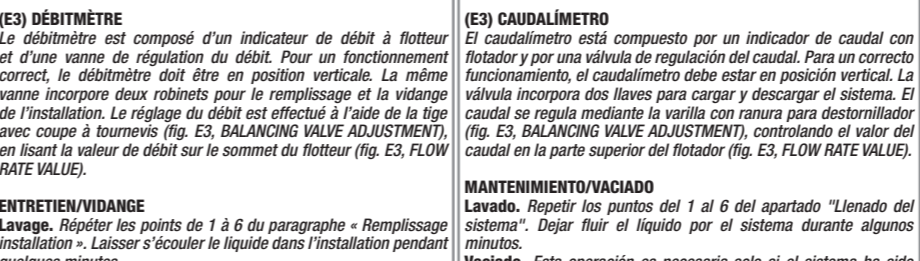 (E3) DÉBITMÈTRE
Le débitmètre est composé d'un indicateur de débit à flotteur
et d'une vanne de régulation du débit. Pour un fonctionnement
correct, le débitmètre doit être en position verticale. La même
vanne incorpore deux robinets pour le remplissage et la vidange
de l'installation. Le réglage du débit est effectué à l'aide de la tige
avec coupe à tournevis (fig. E3, BALANCING VALVE ADJUSTMENT),
en lisant la valeur de débit sur le sommet du flotteur (fig. E3, FLOW
RATE VALUE).
ENTRETIEN/VIDANGE
Lavage. Répéter les points de 1 à 6 du paragraphe « Remplissage
installation ». Laisser s'écouler le liquide dans l'installation pendant
quelques minutes.
(E3) CAUDALÍMETRO
El caudalímetro está compuesto por un indicador de caudal con
flotador y por una válvula de regulación del caudal. Para un correcto
funcionamiento, el caudalímetro debe estar en posición vertical. La
válvula incorpora dos llaves para cargar y descargar el sistema. El
caudal se regula mediante la varilla con ranura para destornillador
(fig. E3, BALANCING VALVE ADJUSTMENT), controlando el valor del
caudal en la parte superior del flotador (fig. E3, FLOW RATE VALUE).
MANTENIMIENTO/VACIADO
Lavado. Repetir los puntos del 1 al 6 del apartado "Llenado del
sistema". Dejar fluir el líquido por el sistema durante algunos
minutos.
Vaciado. Esta operación es necesaria solo si el sistema ha sido